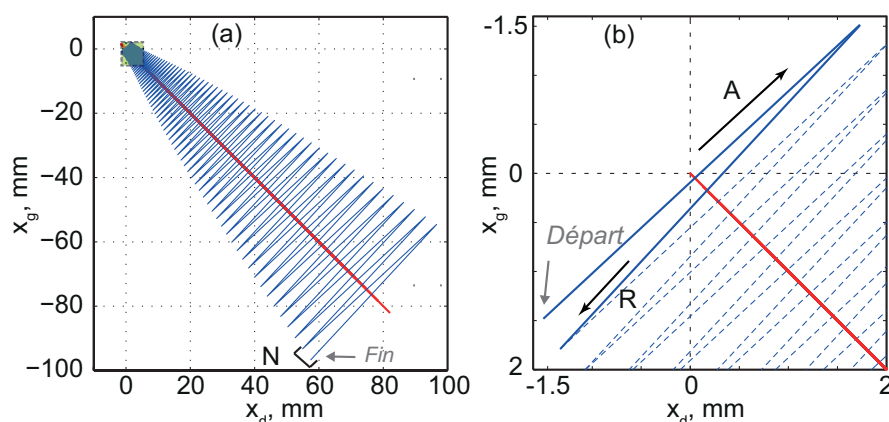 (a)
0
−20
−40
−60
−80
−100
x_g, mm
N
Fin
0 20 40 60 80 100
x_d, mm
(b)
-1.5
0
2
x_g, mm
A
Départ
R
-1.5 0 2
x_d, mm